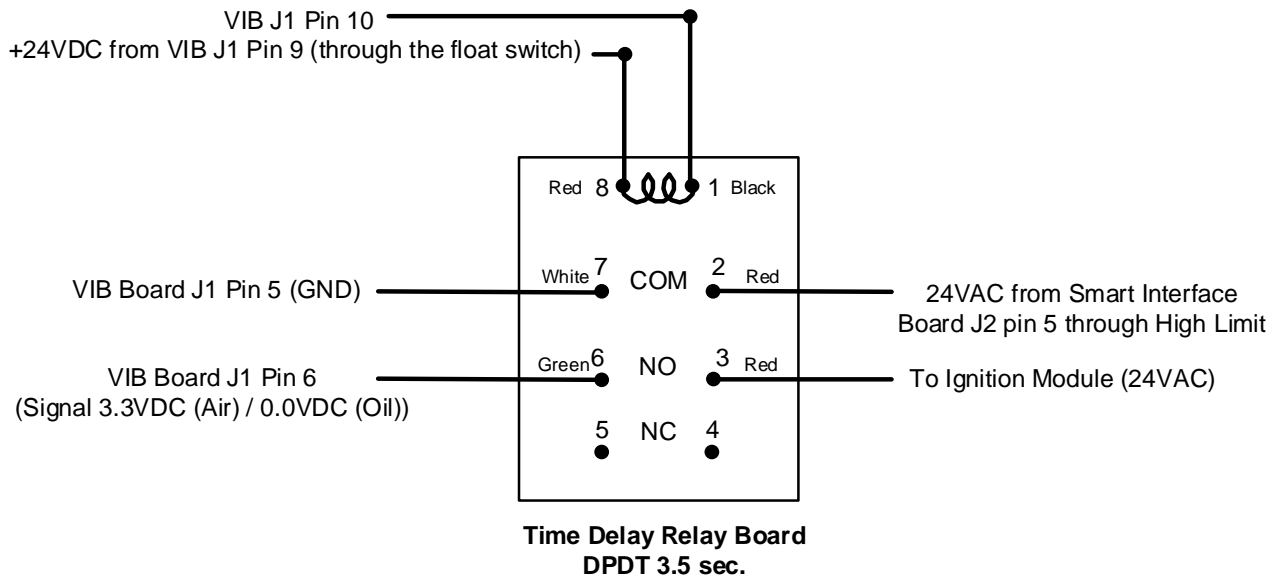 VIB J1 Pin 10
+24VDC from VIB J1 Pin 9 (through the float switch)
Red 8 1 Black
White 7 COM 2 Red
VIB Board J1 Pin 5 (GND)
24VAC from Smart Interface
Board J2 pin 5 through High Limit
Green 6 NO 3 Red
VIB Board J1 Pin 6
(Signal 3.3VDC (Air) / 0.0VDC (Oil))
To Ignition Module (24VAC)
5 NC 4
Time Delay Relay Board
DPDT 3.5 sec.